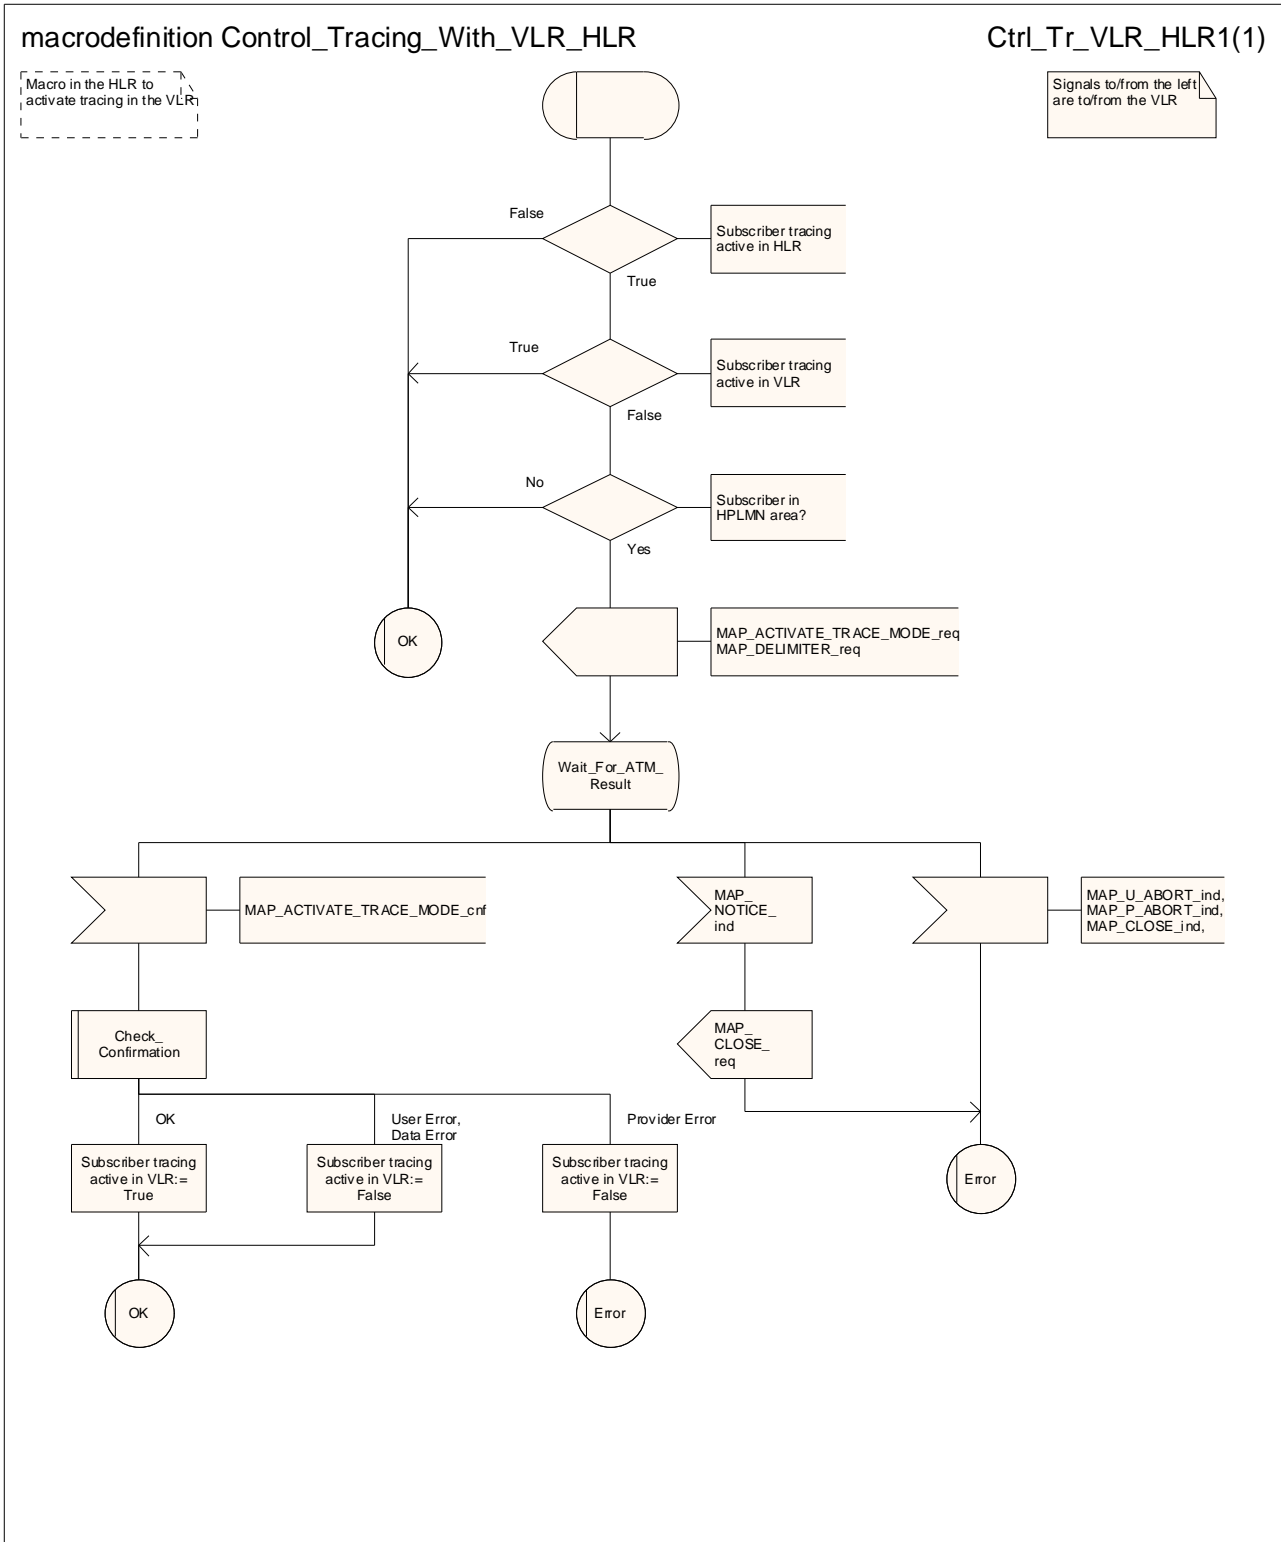 macrodefinition Control_Tracing_With_VLR_HLR
Ctrl_Tr_VLR_HLR1(1)
Macro in the HLR to
activate tracing in the VLR
Signals to/from the left
are to/from the VLR
False
Subscriber tracing
active in HLR
True
True
Subscriber tracing
active in VLR
False
No
Subscriber in
HPLMN area?
Yes
OK
MAP_ACTIVATE_TRACE_MODE_req
MAP_DELIMITER_req
Wait_For_ATM_
Result
MAP_ACTIVATE_TRACE_MODE_cnf
MAP_
NOTICE_
ind
MAP_U_ABORT_ind,
MAP_P_ABORT_ind,
MAP_CLOSE_ind,
Check_
Confirmation
MAP_
CLOSE_
req
OK
User Error,
Data Error
Provider Error
Subscriber tracing
active in VLR:=
True
Subscriber tracing
active in VLR:=
False
Subscriber tracing
active in VLR:=
False
Error
OK
Error